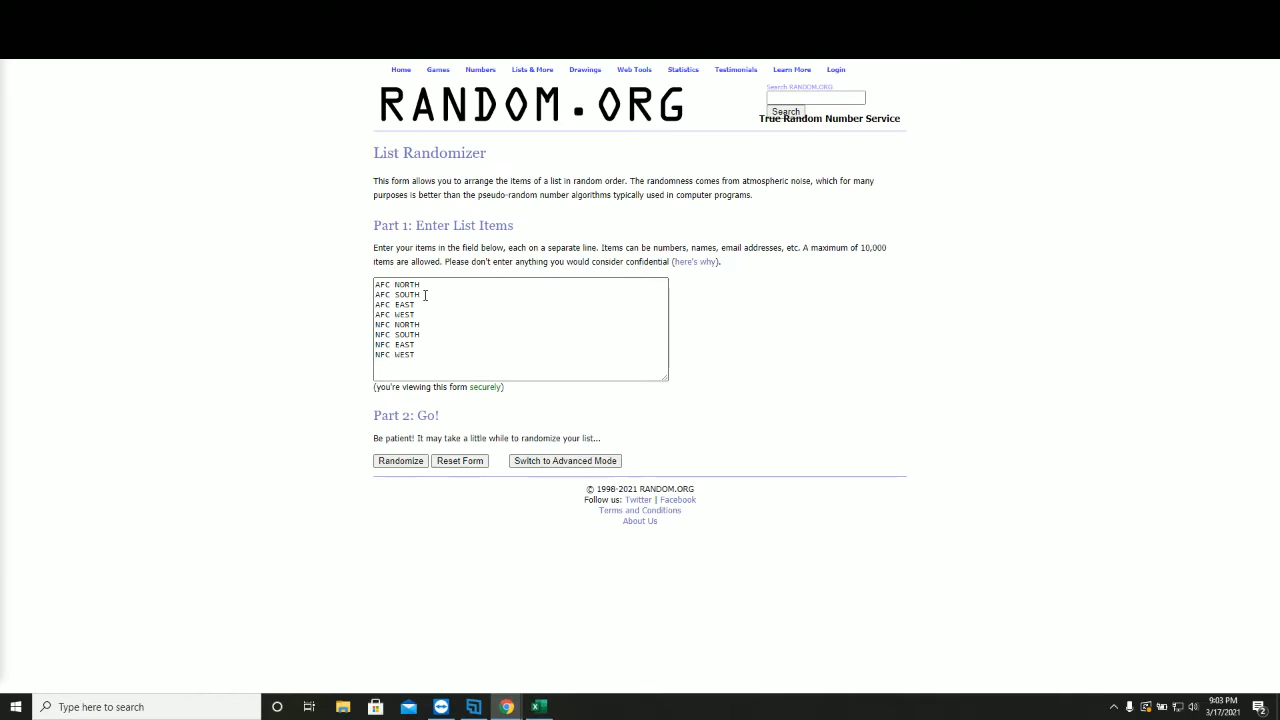 Home Games Numbers Lists & More Drawings Web Tools Statistics Testimonials Learn More Login
Search RANDOM.ORG
RANDOM.ORG
Search
True Random Number Service
List Randomizer
This form allows you to arrange the items of a list in random order. The randomness comes from atmospheric noise, which for many
purposes is better than the pseudo-random number algorithms typically used in computer programs.
Part 1: Enter List Items
Enter your items in the field below, each on a separate line. Items can be numbers, names, email addresses, etc. A maximum of 10,000
items are allowed. Please don't enter anything you would consider confidential (here's why).
AFC NORTH
AFC SOUTH
AFC EAST
AFC WEST
NFC NORTH
NFC SOUTH
NFC EAST
NFC WEST
(you're viewing this form securely)
Part 2: Go!
Be patient! It may take a little while to randomize your list...
Randomize Reset Form Switch to Advanced Mode
© 1998-2021 RANDOM.ORG
Follow us: Twitter | Facebook
Terms and Conditions
About Us
Type here to search
9:03 PM
3/17/2021
2